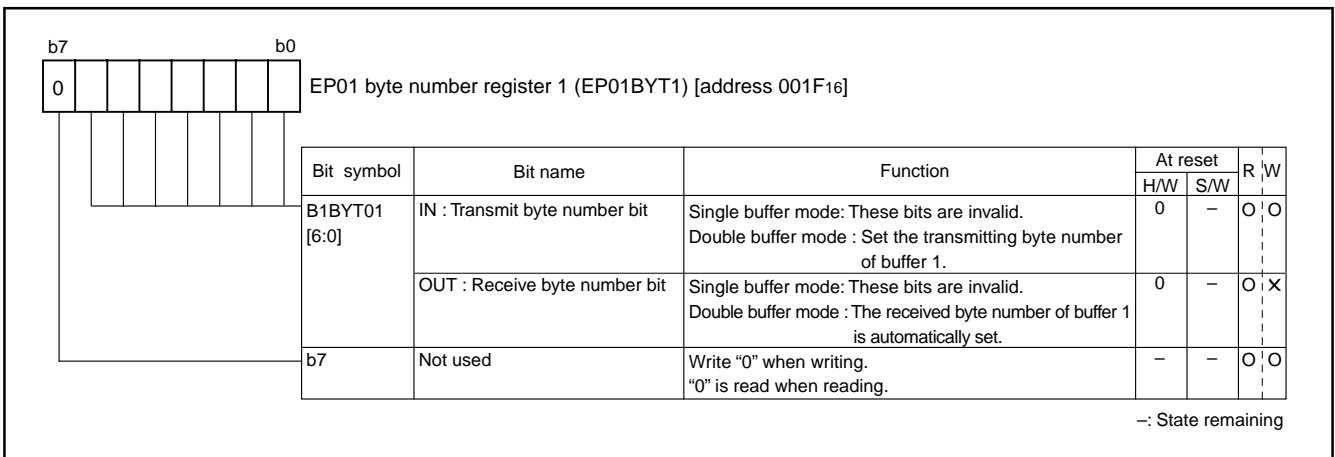 b7 b0
0
EP01 byte number register 1 (EP01BYT1) [address 001F16]
Bit symbol Bit name Function At reset R W
H/W S/W
B1BYT01 IN : Transmit byte number bit Single buffer mode: These bits are invalid. 0 – O O
[6:0] Double buffer mode : Set the transmitting byte number
of buffer 1.
OUT : Receive byte number bit Single buffer mode: These bits are invalid. 0 – O ×
Double buffer mode : The received byte number of buffer 1
is automatically set.
b7 Not used Write “0” when writing. – – O O
“0” is read when reading.
–: State remaining